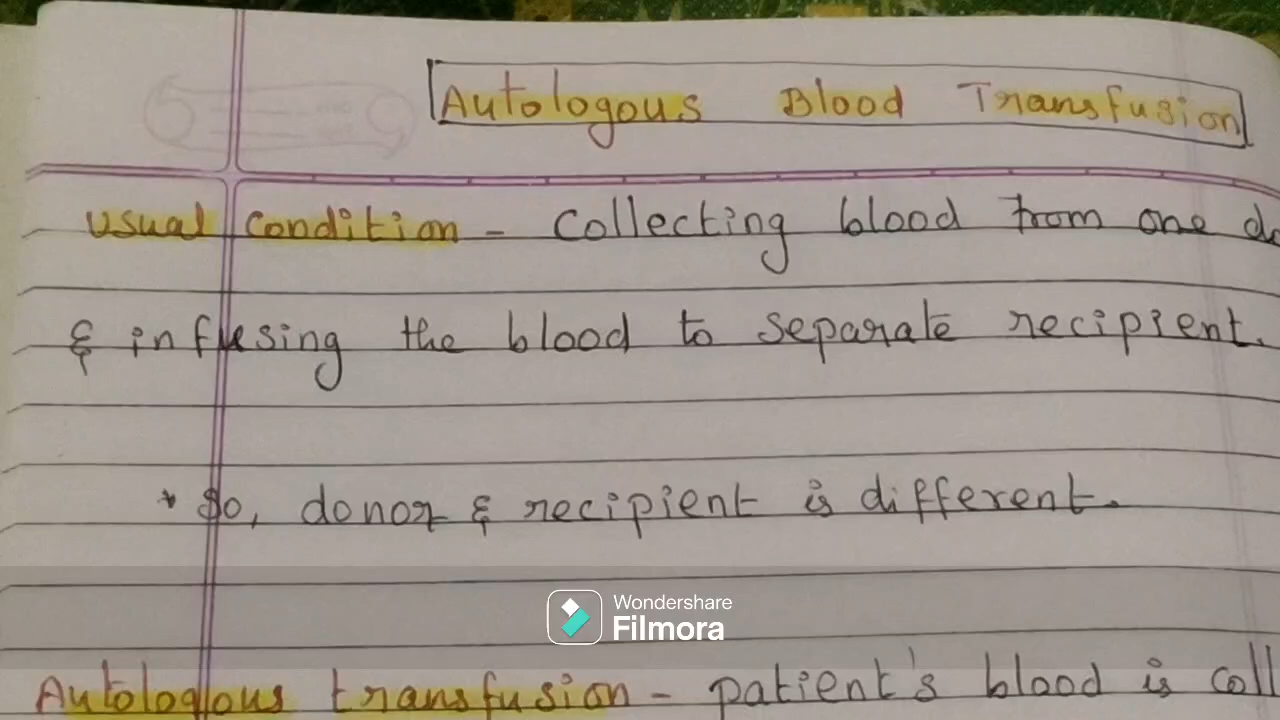 Autologous Blood Transfusion
Usual Condition - Collecting blood from one
& infusing the blood to separate recipient.
* So, donor & recipient is different.
Wondershare
Filmora
Autologous transfusion - patient's blood is